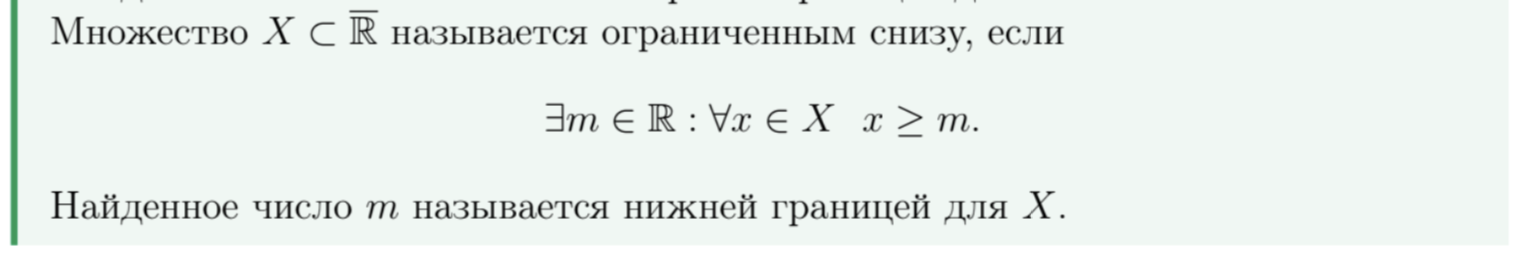 Множество X ⊂ ℝ̅ называется ограниченным снизу, если
∃m ∈ ℝ : ∀x ∈ X x ≥ m.
Найденное число m называется нижней границей для X.